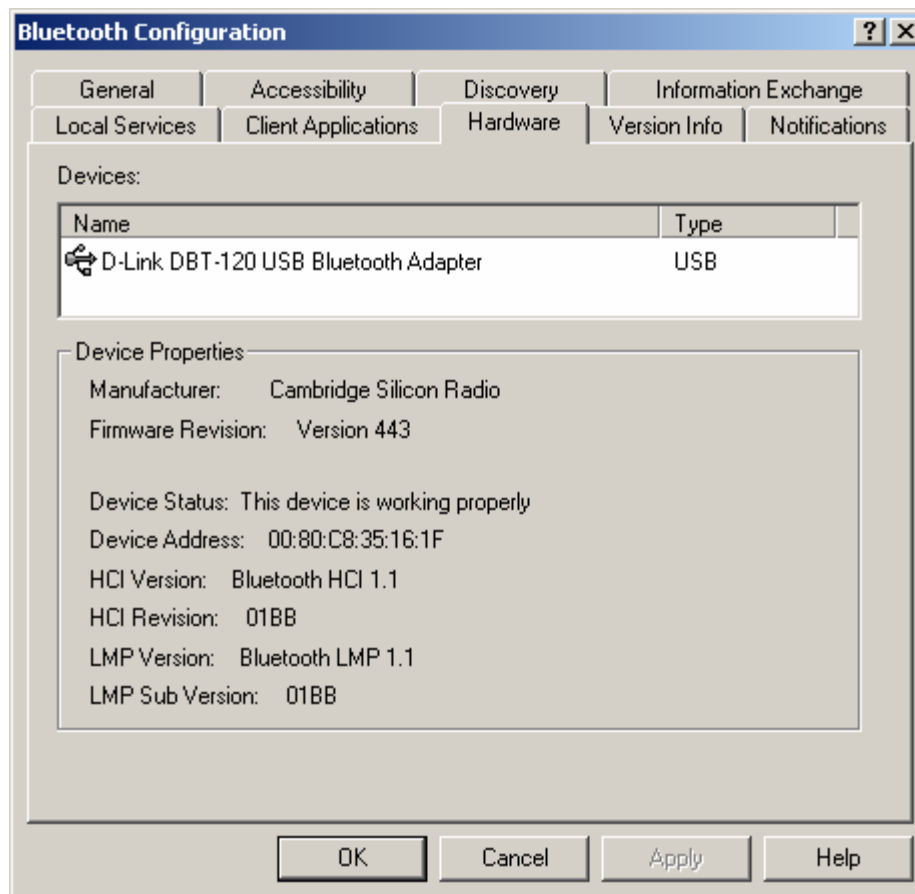 Bluetooth Configuration
General Accessibility Discovery Information Exchange
Local Services Client Applications Hardware Version Info Notifications
Devices:
Name Type
D-Link DBT-120 USB Bluetooth Adapter USB
Device Properties
Manufacturer: Cambridge Silicon Radio
Firmware Revision: Version 443
Device Status: This device is working properly
Device Address: 00:80:C8:35:16:1F
HCI Version: Bluetooth HCI 1.1
HCI Revision: 01BB
LMP Version: Bluetooth LMP 1.1
LMP Sub Version: 01BB
OK Cancel Apply Help